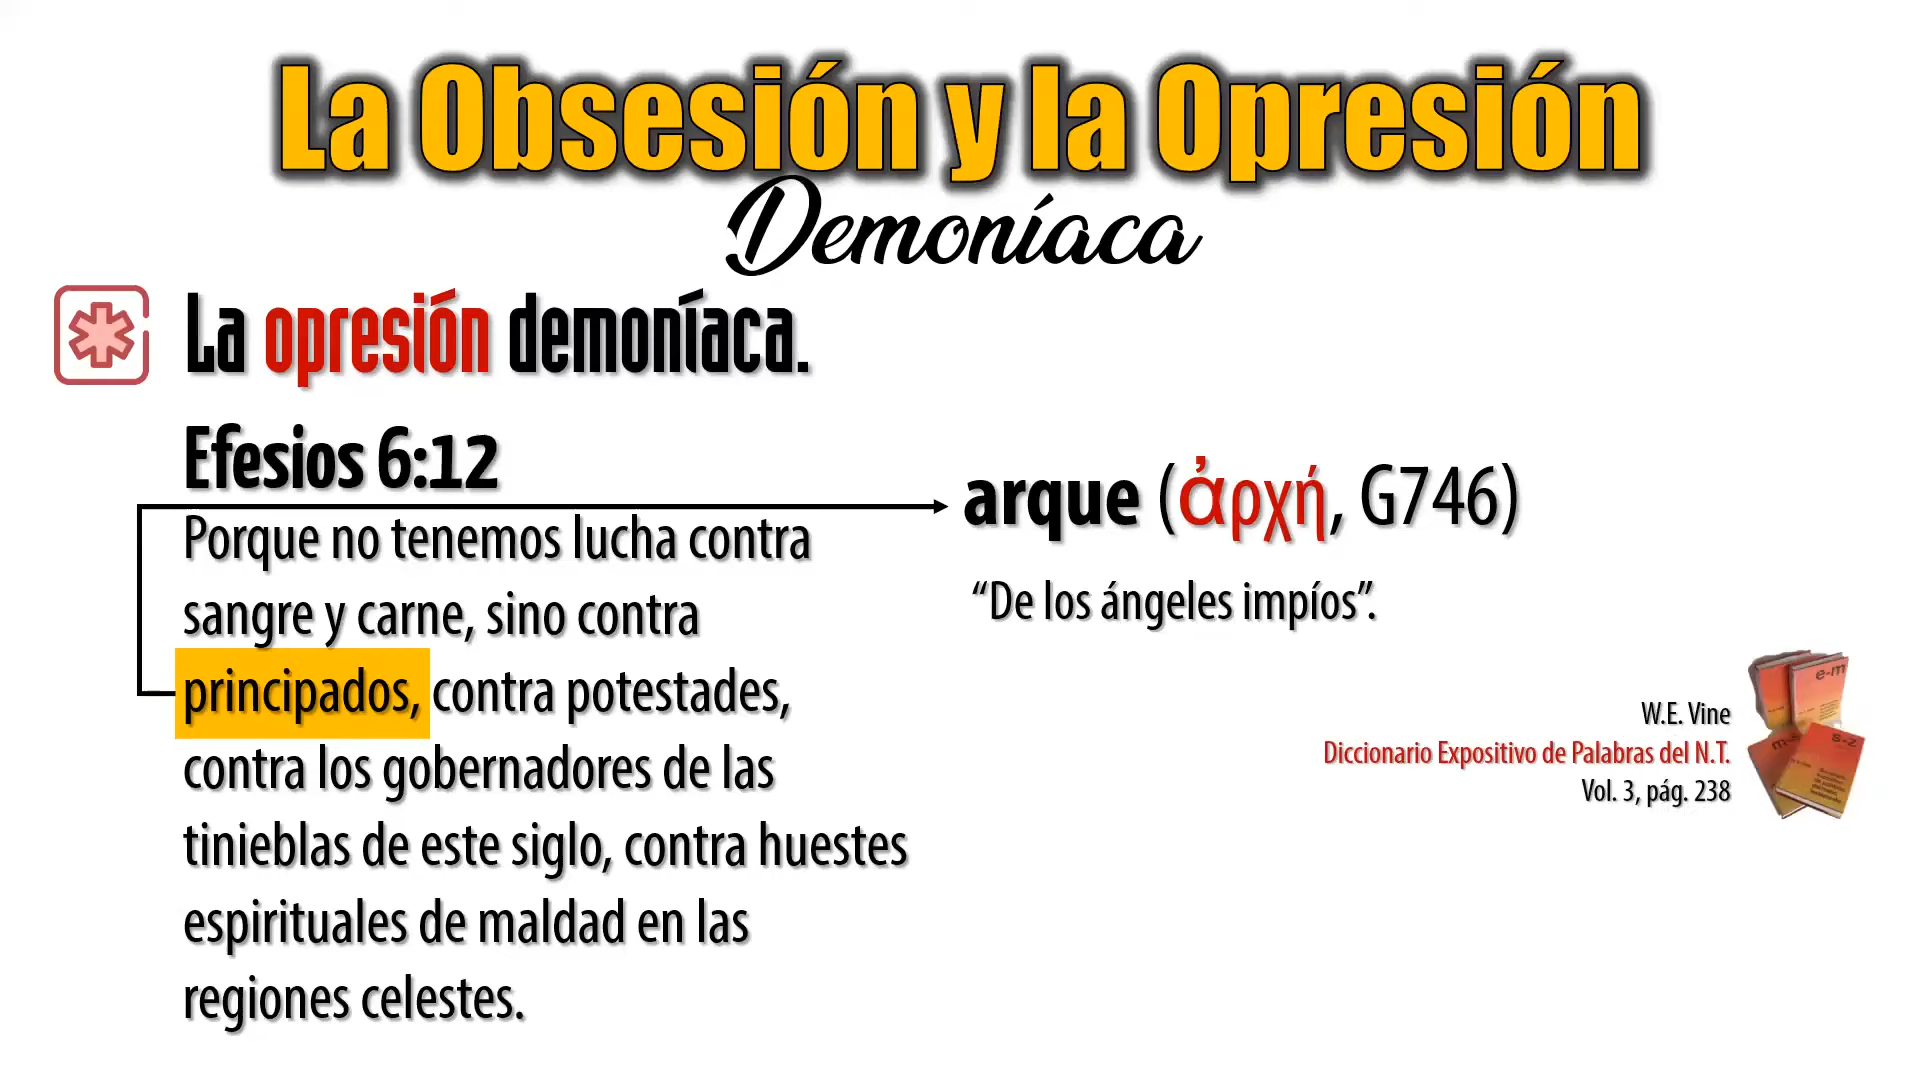 La Obsesión y la Opresión
Demoníaca
La opresión demoníaca.
Efesios 6:12
Porque no tenemos lucha contra
sangre y carne, sino contra
principados, contra potestades,
contra los gobernadores de las
tinieblas de este siglo, contra huestes
espirituales de maldad en las
regiones celestes.
arque (ἀρχή, G746)
“De los ángeles impíos”.
W.E. Vine
Diccionario Expositivo de Palabras del N.T.
Vol. 3, pág. 238
e-m
s-z